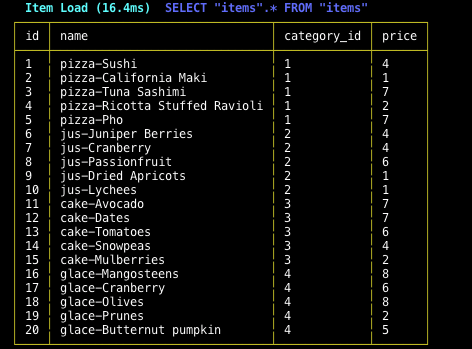 Item Load (16.4ms)  SELECT "items".* FROM "items"
id | name | category_id | price
1 | pizza-Sushi | 1 | 4
2 | pizza-California Maki | 1 | 1
3 | pizza-Tuna Sashimi | 1 | 7
4 | pizza-Ricotta Stuffed Ravioli | 1 | 2
5 | pizza-Pho | 1 | 7
6 | jus-Juniper Berries | 2 | 4
7 | jus-Cranberry | 2 | 4
8 | jus-Passionfruit | 2 | 6
9 | jus-Dried Apricots | 2 | 1
10 | jus-Lychees | 2 | 1
11 | cake-Avocado | 3 | 7
12 | cake-Dates | 3 | 7
13 | cake-Tomatoes | 3 | 6
14 | cake-Snowpeas | 3 | 4
15 | cake-Mulberries | 3 | 2
16 | glace-Mangosteens | 4 | 8
17 | glace-Cranberry | 4 | 6
18 | glace-Olives | 4 | 8
19 | glace-Prunes | 4 | 2
20 | glace-Butternut pumpkin | 4 | 5